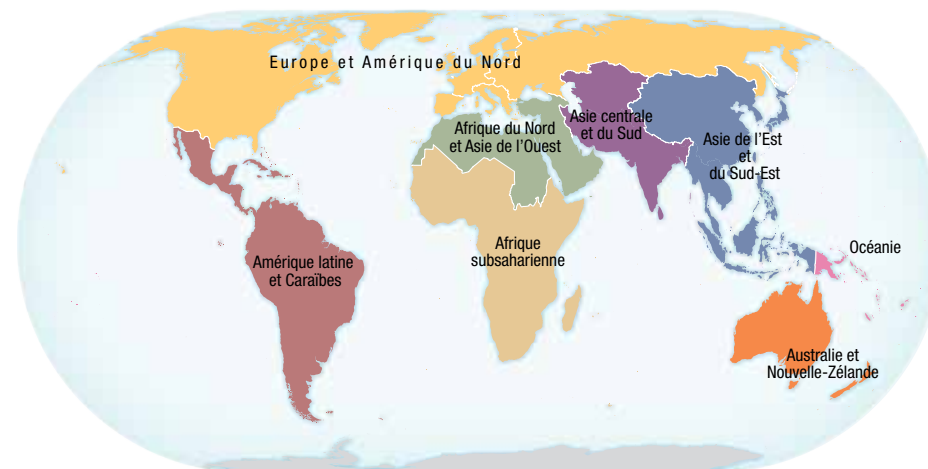 Europe et Amérique du Nord
Afrique du Nord
et Asie de l'Ouest
Asie centrale
et du Sud
Asie de l'Est
et
du Sud-Est
Océanie
Afrique
subsaharienne
Amérique latine
et Caraïbes
Australie et
Nouvelle-Zélande